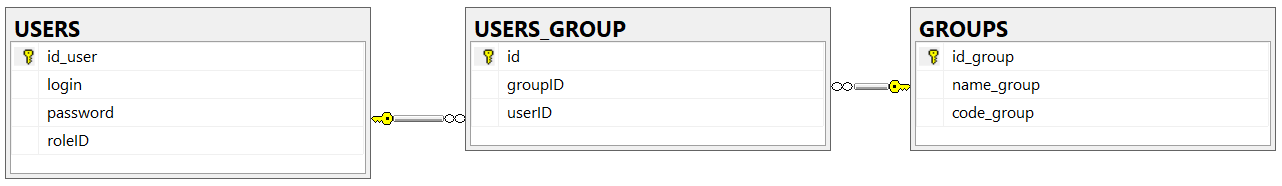 USERS
id_user
login
password
roleID
USERS_GROUP
id
groupID
userID
GROUPS
id_group
name_group
code_group